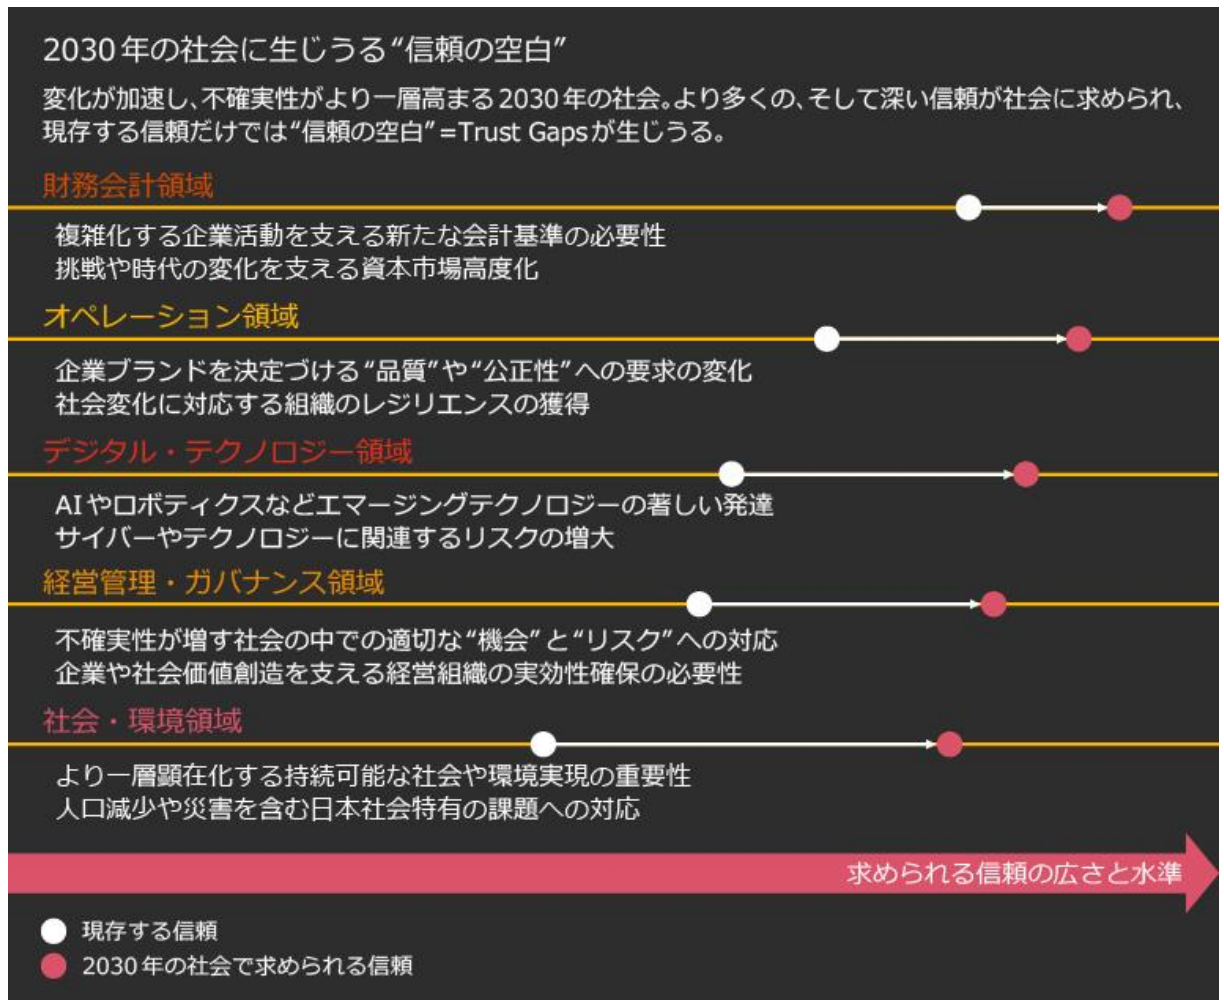 2030年の社会に生じうる“信頼の空白”
変化が加速し、不確実性がより一層高まる2030年の社会。より多くの、そして深い信頼が社会に求められ、
現存する信頼だけでは“信頼の空白”=Trust Gapsが生じうる。
財務会計領域
複雑化する企業活動を支える新たな会計基準の必要性
挑戦や時代の変化を支える資本市場高度化
オペレーション領域
企業ブランドを決定づける“品質”や“公正性”への要求の変化
社会変化に対応する組織のレジリエンスの獲得
デジタル・テクノロジー領域
AIやロボティクスなどエマージングテクノロジーの著しい発達
サイバーやテクノロジーに関連するリスクの増大
経営管理・ガバナンス領域
不確実性が増す社会の中での適切な“機会”と“リスク”への対応
企業や社会価値創造を支える経営組織の実効性確保の必要性
社会・環境領域
より一層顕在化する持続可能な社会や環境実現の重要性
人口減少や災害を含む日本社会特有の課題への対応
求められる信頼の広さと水準
現存する信頼
2030年の社会で求められる信頼